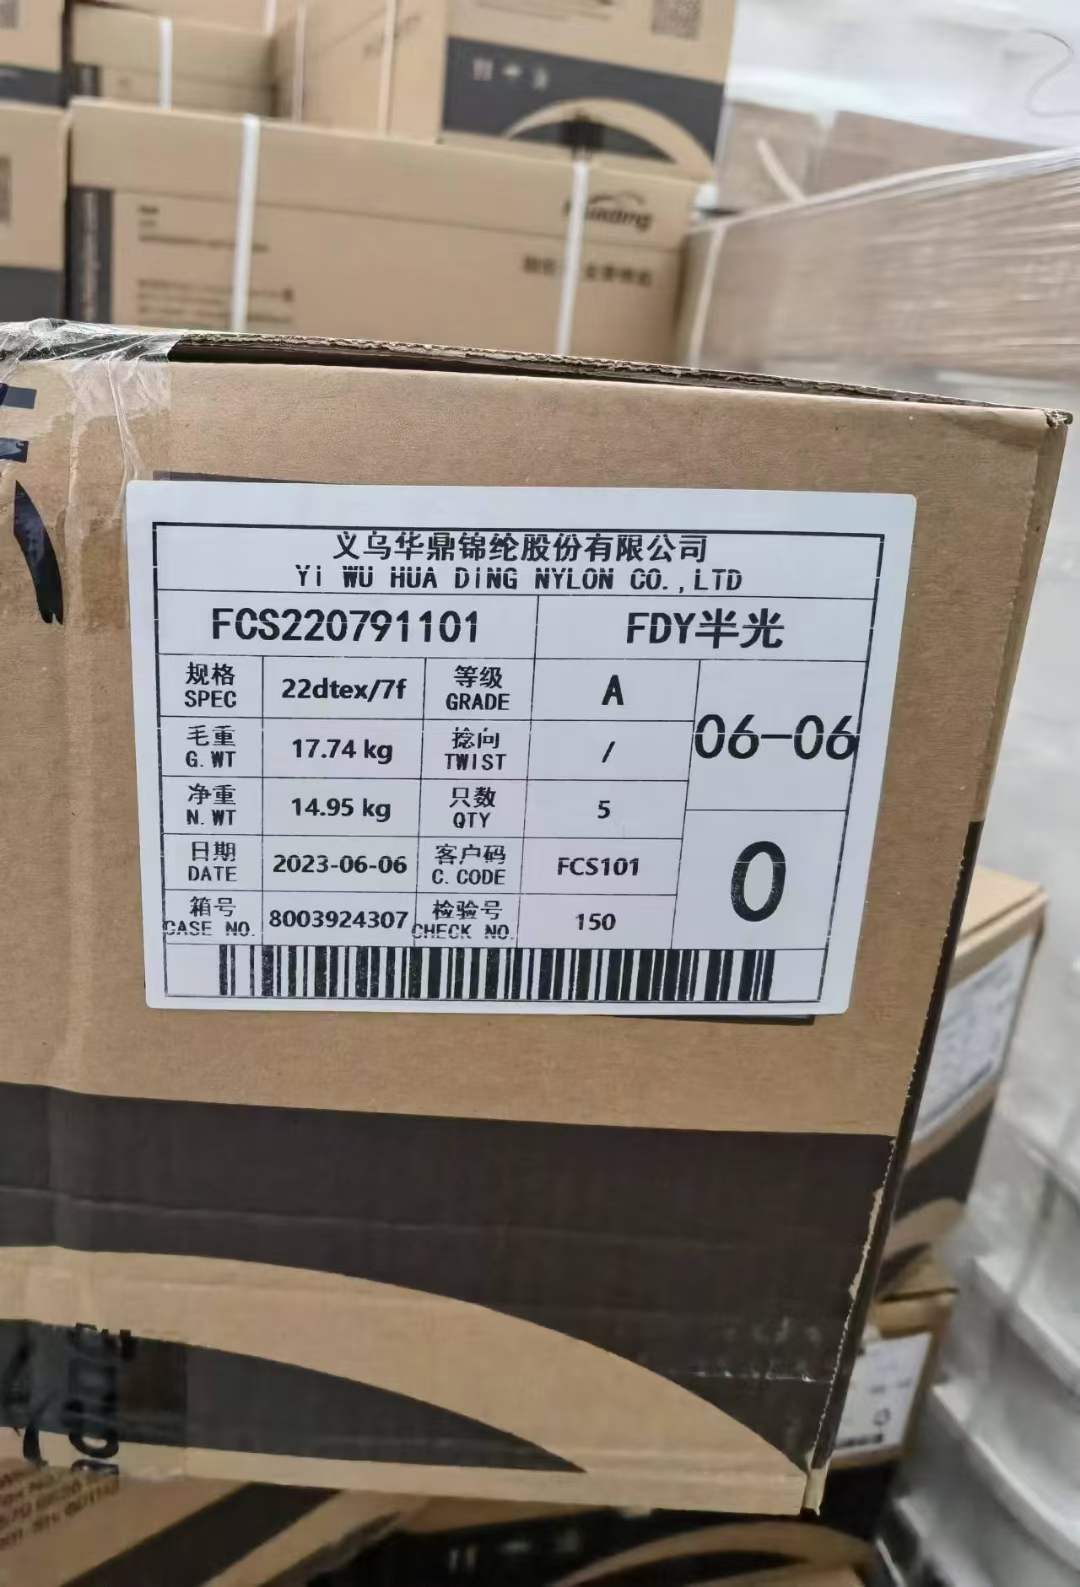 Huading
义乌华鼎锦纶股份有限公司
YI WU HUA DING NYLON CO.,LTD
FCS220791101 FDY半光
规格 SPEC 22dtex/7f 等级 GRADE A 06-06
毛重 G.WT 17.74 kg 捻向 TWIST /
净重 N.WT 14.95 kg 只数 QTY 5 0
日期 DATE 2023-06-06 客户码 C.CODE FCS101
箱号 CASE NO. 8003924307 检验号 CHECK NO. 150